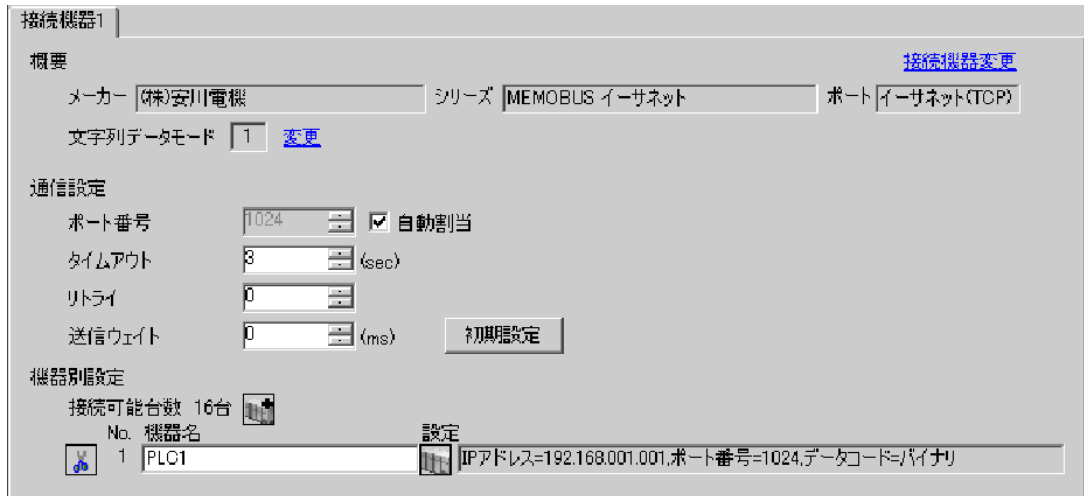 接続機器1
概要 接続機器変更
メーカー (株)安川電機 シリーズ MEMOBUS イーサネット ポート イーサネット(TCP)
文字列データモード 1 変更
通信設定
ポート番号 1024 自動割当
タイムアウト 3 (sec)
リトライ 0
送信ウェイト 0 (ms) 初期設定
機器別設定
接続可能台数 16台
No. 機器名 設定
1 PLC1 IPアドレス=192.168.001.001,ポート番号=1024,データコード=バイナリ